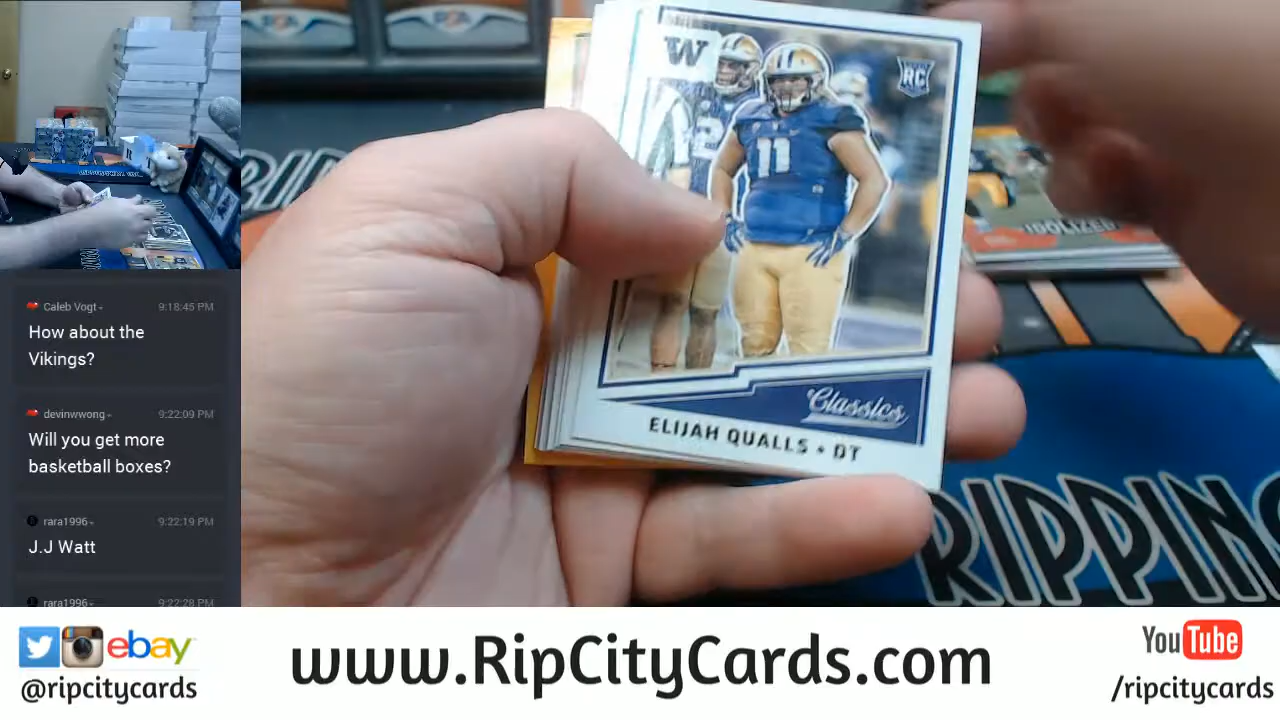 W
RC
11
2
Classics
ELIJAH QUALLS • DT
IDOLIZED
RIPPING
Caleb Vogt
9:18:45 PM
How about the
Vikings?
devinwwong
9:22:09 PM
Will you get more
basketball boxes?
rara1996
9:22:19 PM
J.J Watt
rara1996
9:22:28 PM
ebay
@ripcitycards
www.RipCityCards.com
YouTube
/ripcitycards